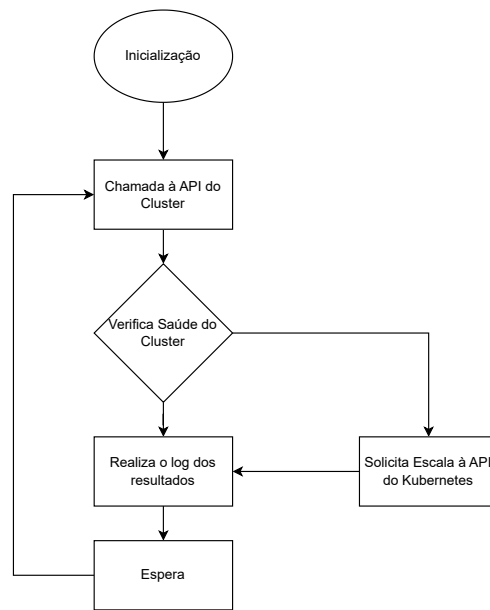 Inicialização
Chamada à API do
Cluster
Verifica Saúde do
Cluster
Realiza o log dos
resultados
Solicita Escala à API
do Kubernetes
Espera